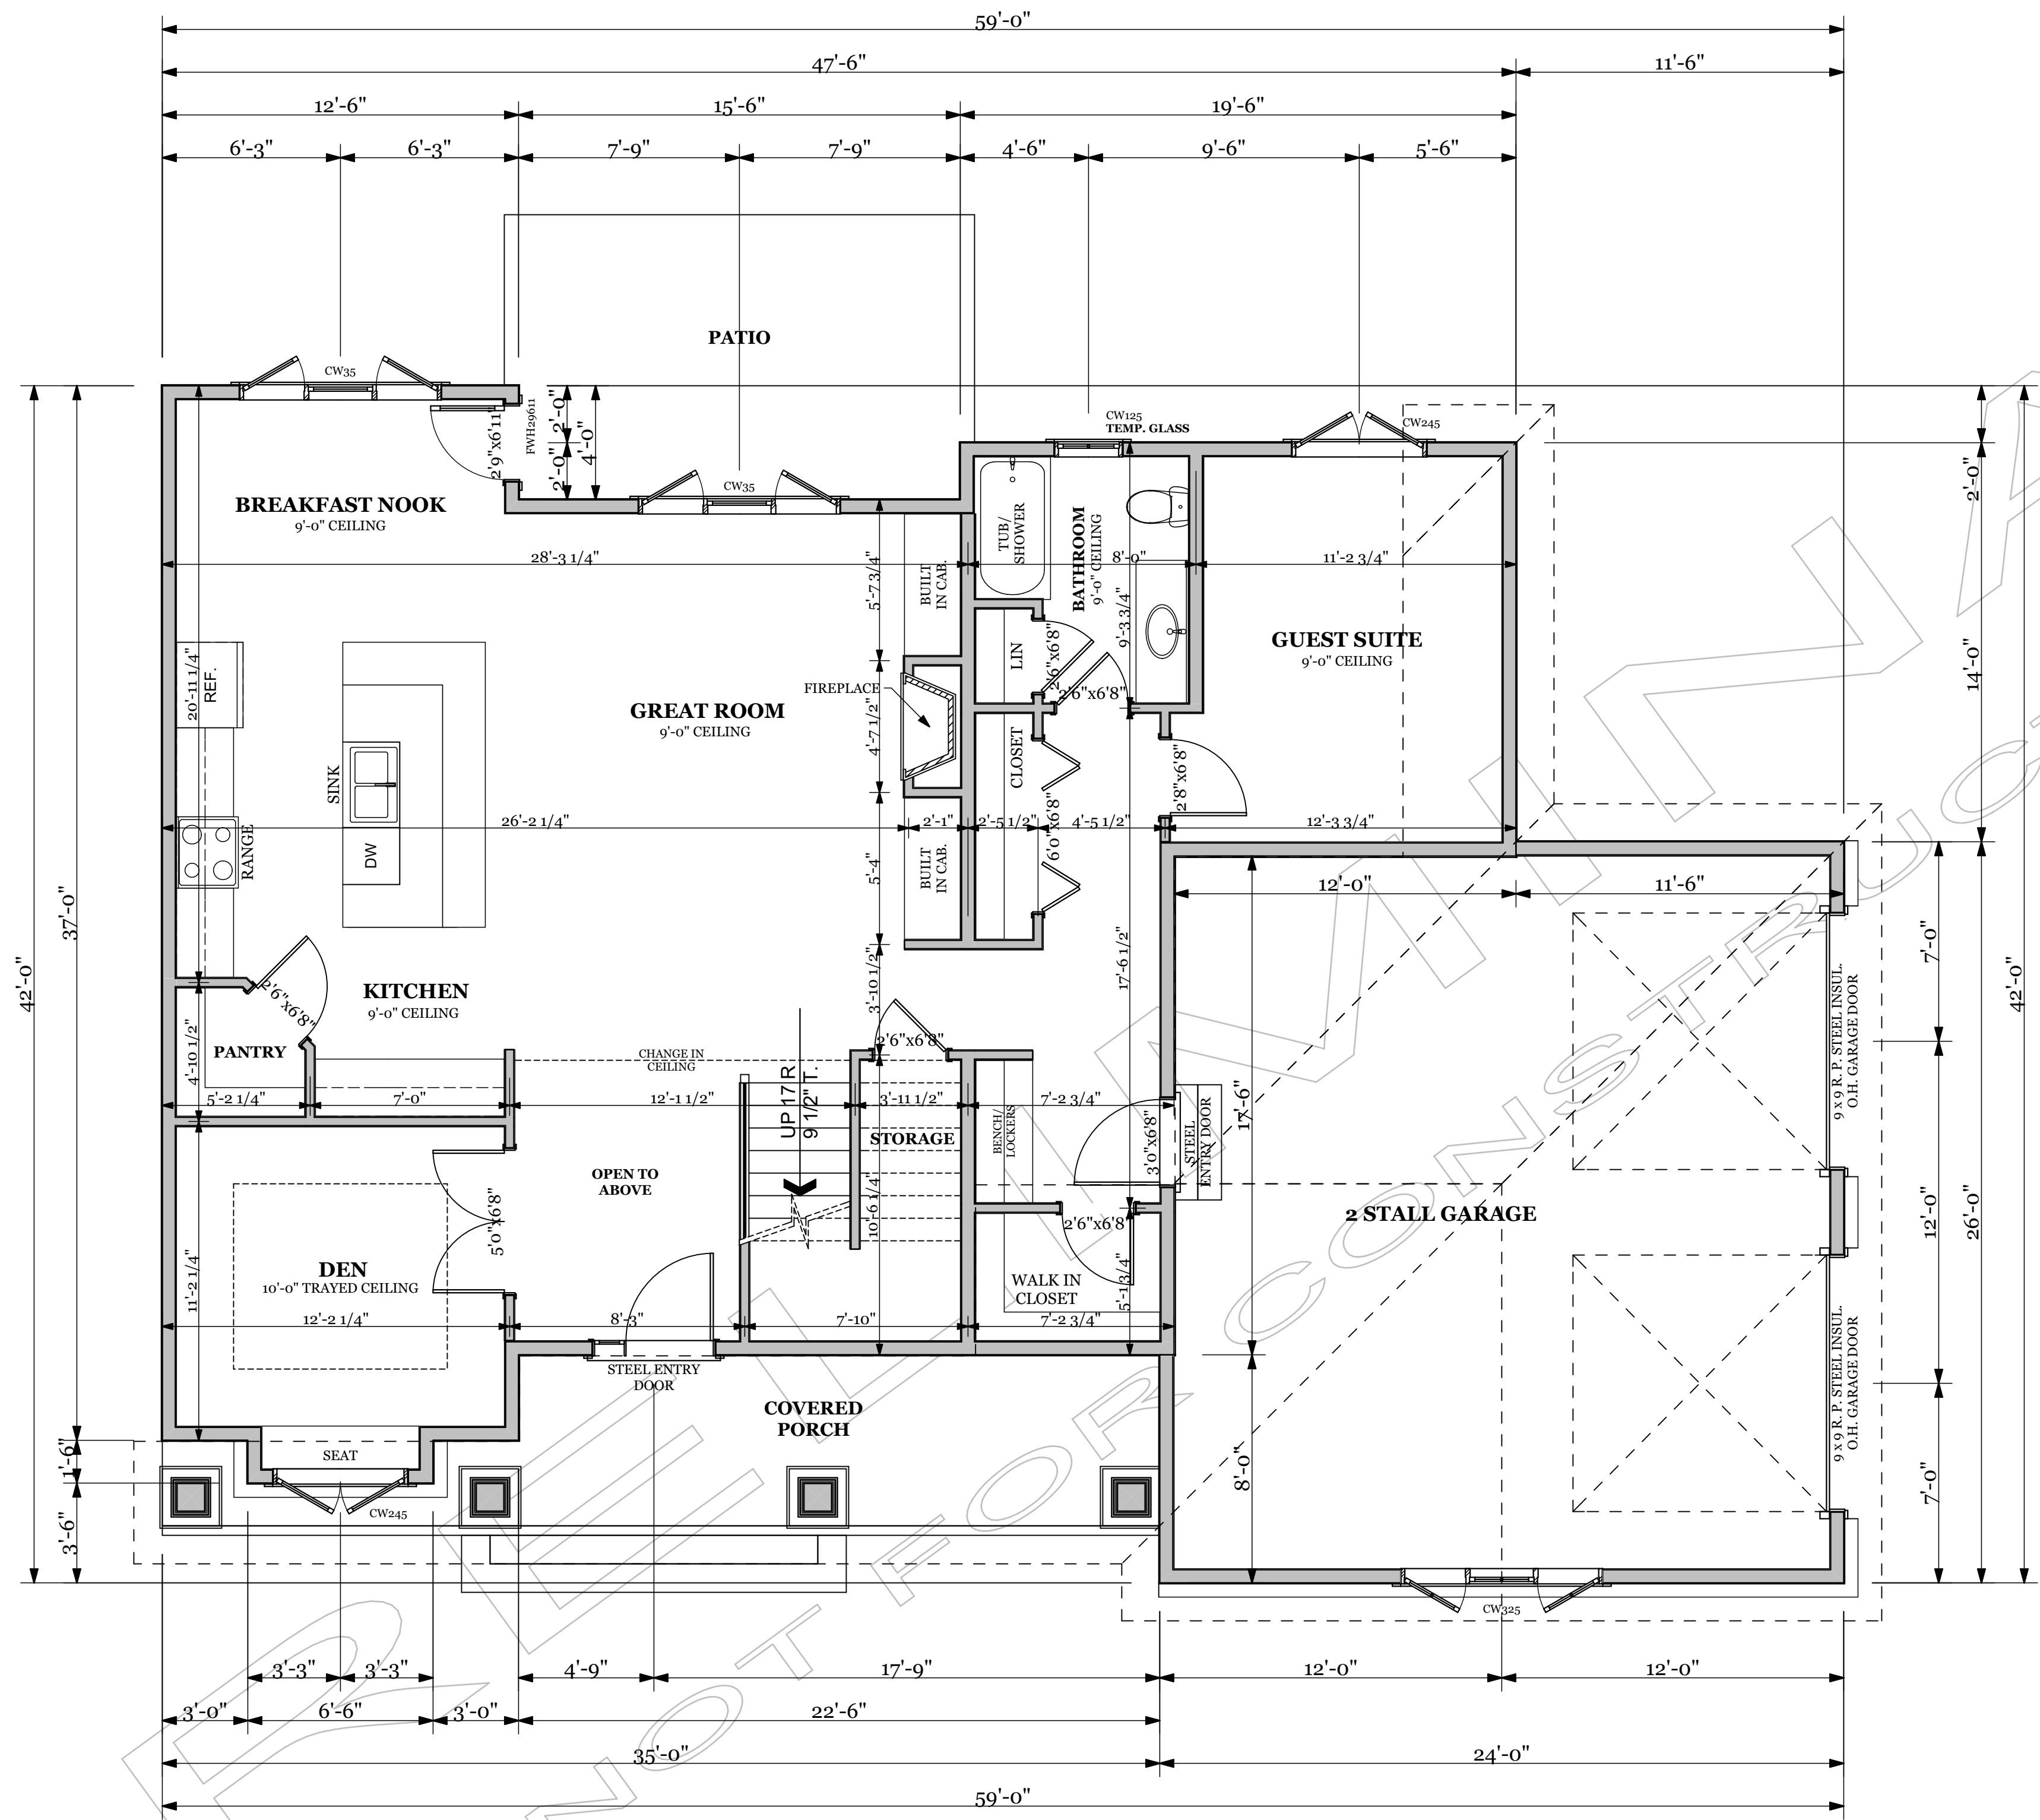 59'-0"
47'-6"
11'-6"
12'-6"
15'-6"
19'-6"
6'-3"
6'-3"
7'-9"
7'-9"
4'-6"
9'-6"
5'-6"
PATIO
CW35
2'9"x6'11"
FWH29611
2'-0"
2'-0"
4'-0"
CW125
TEMP. GLASS
CW245
CW35
BREAKFAST NOOK
9'-0" CEILING
28'-3 1/4"
5'-7 3/4"
BUILT
IN CAB.
TUB/
SHOWER
BATHROOM
9'-0" CEILING
8'-0"
9'-3 3/4"
11'-2 3/4"
2'-0"
14'-0"
GUEST SUITE
9'-0" CEILING
LIN
2'6"x6'8"
2'6"x6'8"
REF.
20'-11 1/4"
FIREPLACE
GREAT ROOM
9'-0" CEILING
4'-7 1/2"
CLOSET
6'0"x6'8"
2'8"x6'8"
SINK
DW
RANGE
26'-2 1/4"
2'-1"
2'-5 1/2"
4'-5 1/2"
12'-3 3/4"
5'-4"
BUILT
IN CAB.
12'-0"
11'-6"
42'-0"
37'-0"
3'-10 1/2"
17'-6 1/2"
7'-0"
9 x 9 R. P. STEEL INSUL.
O.H. GARAGE DOOR
42'-0"
KITCHEN
9'-0" CEILING
2'6"x6'8"
PANTRY
4'-10 1/2"
CHANGE IN
CEILING
2'6"x6'8"
UP 17 R
9 1/2" T.
5'-2 1/4"
7'-0"
12'-1 1/2"
3'-11 1/2"
7'-2 3/4"
STORAGE
BENCH/
LOCKERS
3'0"x6'8"
STEEL
ENTRY DOOR
17'-6"
OPEN TO
ABOVE
10'-6 1/4"
5'0"x6'8"
2'6"x6'8"
2 STALL GARAGE
12'-0"
26'-0"
DEN
10'-0" TRAYED CEILING
11'-2 1/4"
12'-2 1/4"
8'-3"
7'-10"
WALK IN
CLOSET
5'-1 3/4"
7'-2 3/4"
STEEL ENTRY
DOOR
COVERED
PORCH
8'-0"
9 x 9 R. P. STEEL INSUL.
O.H. GARAGE DOOR
7'-0"
1'-6"
3'-6"
SEAT
CW245
CW325
3'-3"
3'-3"
4'-9"
17'-9"
12'-0"
12'-0"
3'-0"
6'-6"
3'-0"
22'-6"
35'-0"
24'-0"
59'-0"
RELIMINA
NOT FOR CONSTRUC